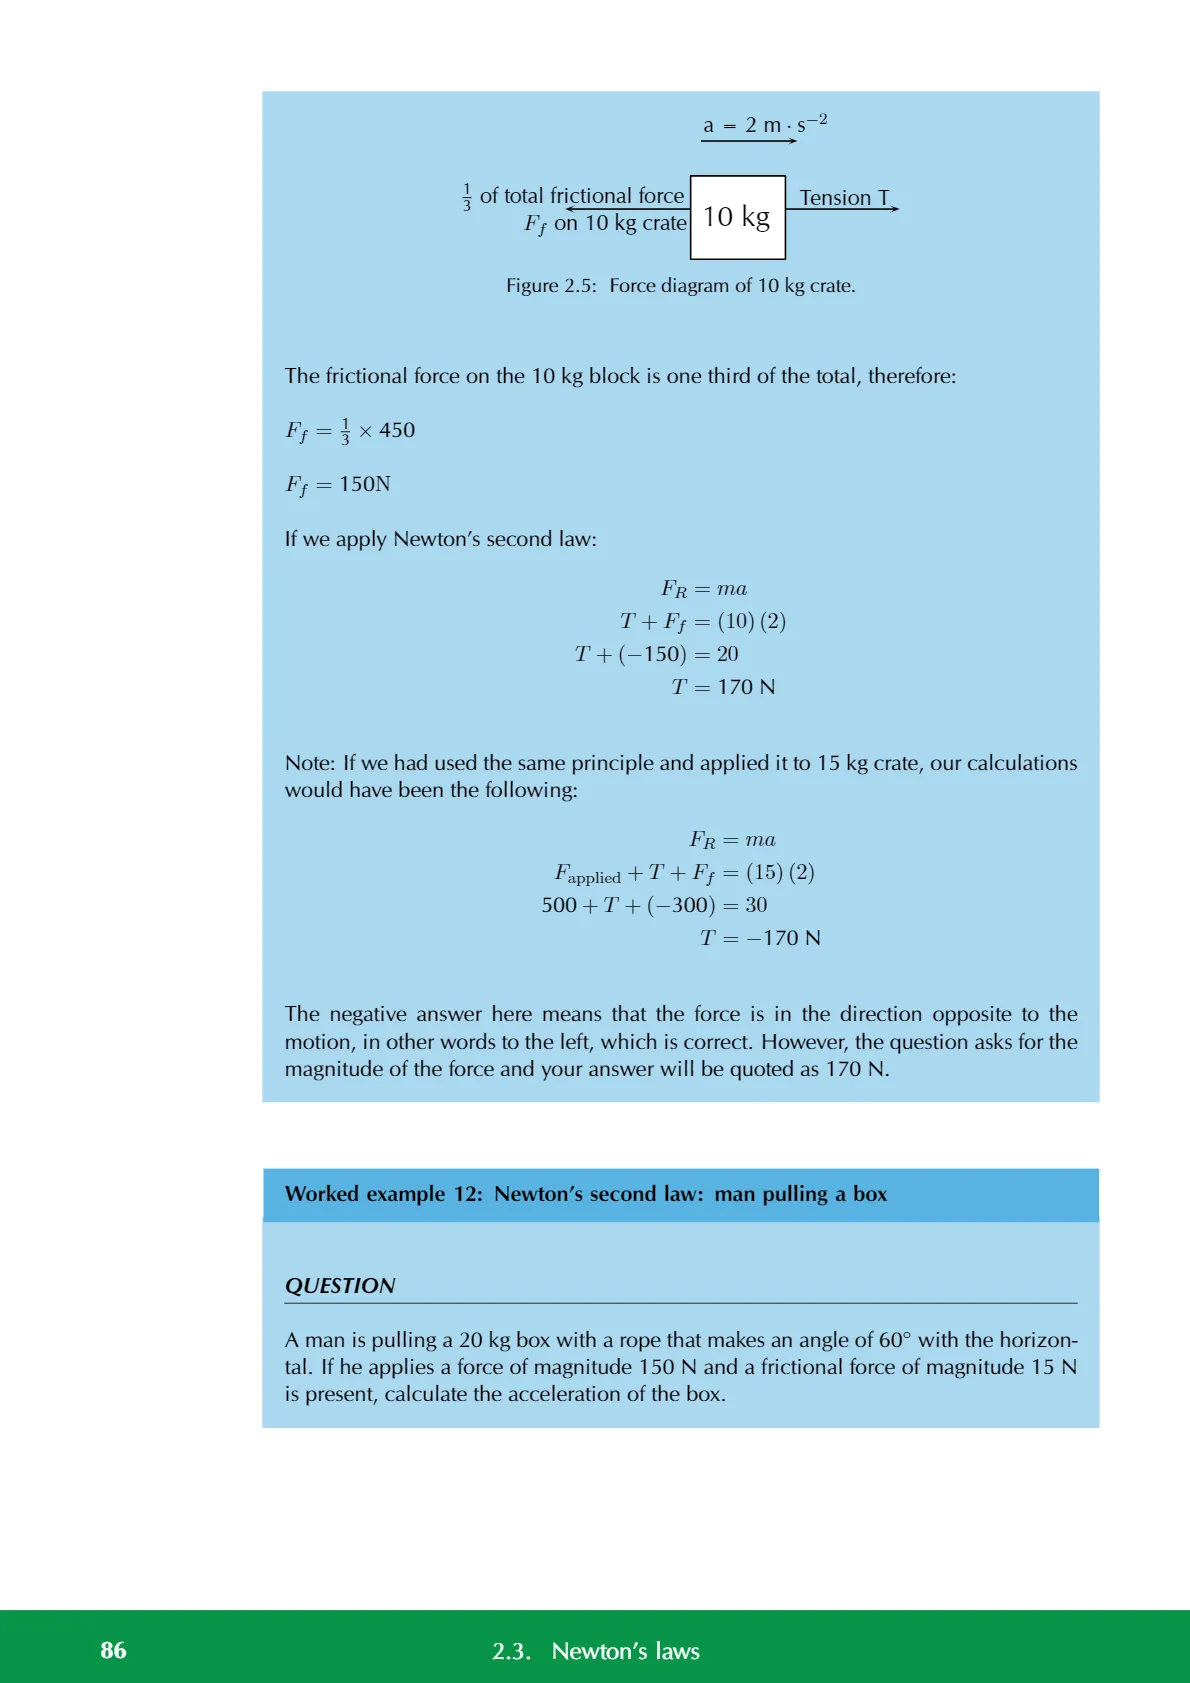 a = 2 m · s⁻²
1/3 of total frictional force
Tension T
F_f on 10 kg crate
10 kg
Figure 2.5: Force diagram of 10 kg crate.
The frictional force on the 10 kg block is one third of the total, therefore:
F_f = 1/3 × 450
F_f = 150N
If we apply Newton's second law:
F_R = ma
T + F_f = (10) (2)
T + (−150) = 20
T = 170 N
Note: If we had used the same principle and applied it to 15 kg crate, our calculations
would have been the following:
F_R = ma
F_applied + T + F_f = (15) (2)
500 + T + (−300) = 30
T = −170 N
The negative answer here means that the force is in the direction opposite to the
motion, in other words to the left, which is correct. However, the question asks for the
magnitude of the force and your answer will be quoted as 170 N.
Worked example 12: Newton's second law: man pulling a box
QUESTION
A man is pulling a 20 kg box with a rope that makes an angle of 60° with the horizon-
tal. If he applies a force of magnitude 150 N and a frictional force of magnitude 15 N
is present, calculate the acceleration of the box.
86
2.3. Newton's laws